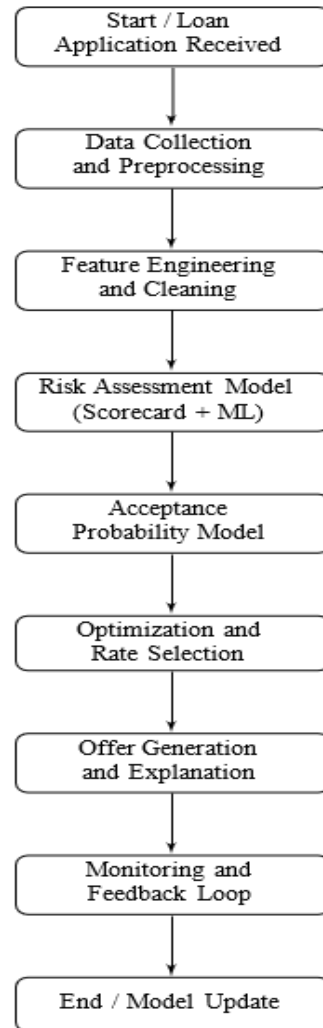 Start / Loan
Application Received
Data Collection
and Preprocessing
Feature Engineering
and Cleaning
Risk Assessment Model
(Scorecard + ML)
Acceptance
Probability Model
Optimization and
Rate Selection
Offer Generation
and Explanation
Monitoring and
Feedback Loop
End / Model Update